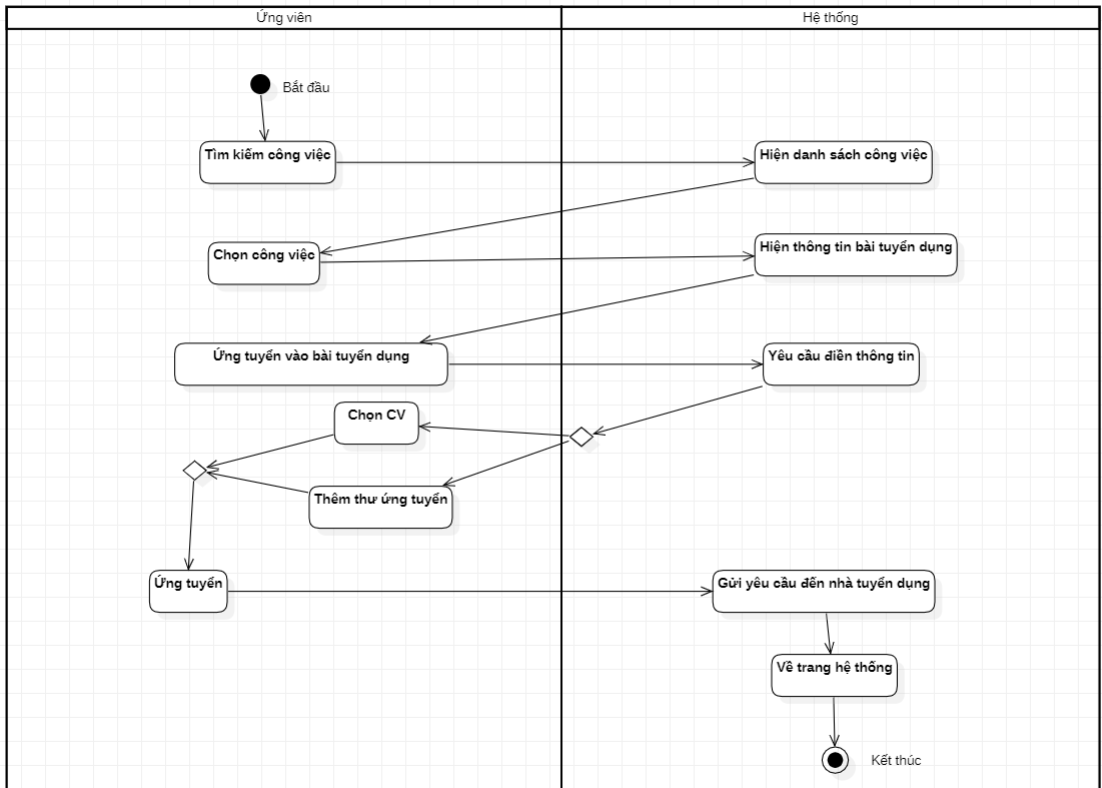 Ứng viên
Hệ thống
Bắt đầu
Tìm kiếm công việc
Hiện danh sách công việc
Chọn công việc
Hiện thông tin bài tuyển dụng
Ứng tuyển vào bài tuyển dụng
Yêu cầu điền thông tin
Chọn CV
Thêm thư ứng tuyển
Ứng tuyển
Gửi yêu cầu đến nhà tuyển dụng
Về trang hệ thống
Kết thúc